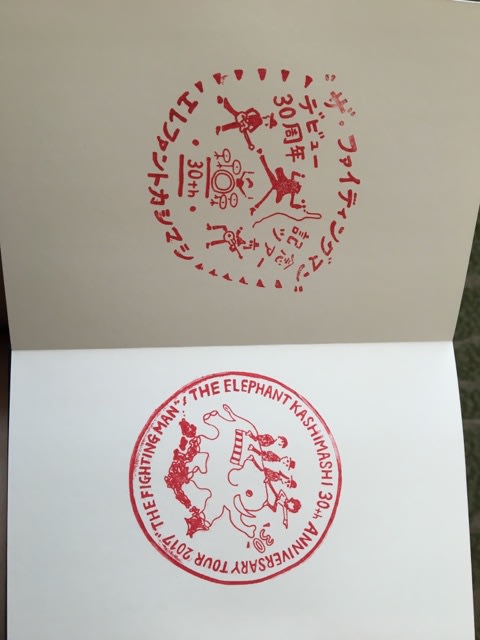 "ザ・ファイティングマン"
デビュー
30周年
記念
ツアー
30th
エレファントカシマシ
THE ELEPHANT KASHIMASHI 30th ANNIVERSARY TOUR 2017 "THE FIGHTING MAN"
"30"